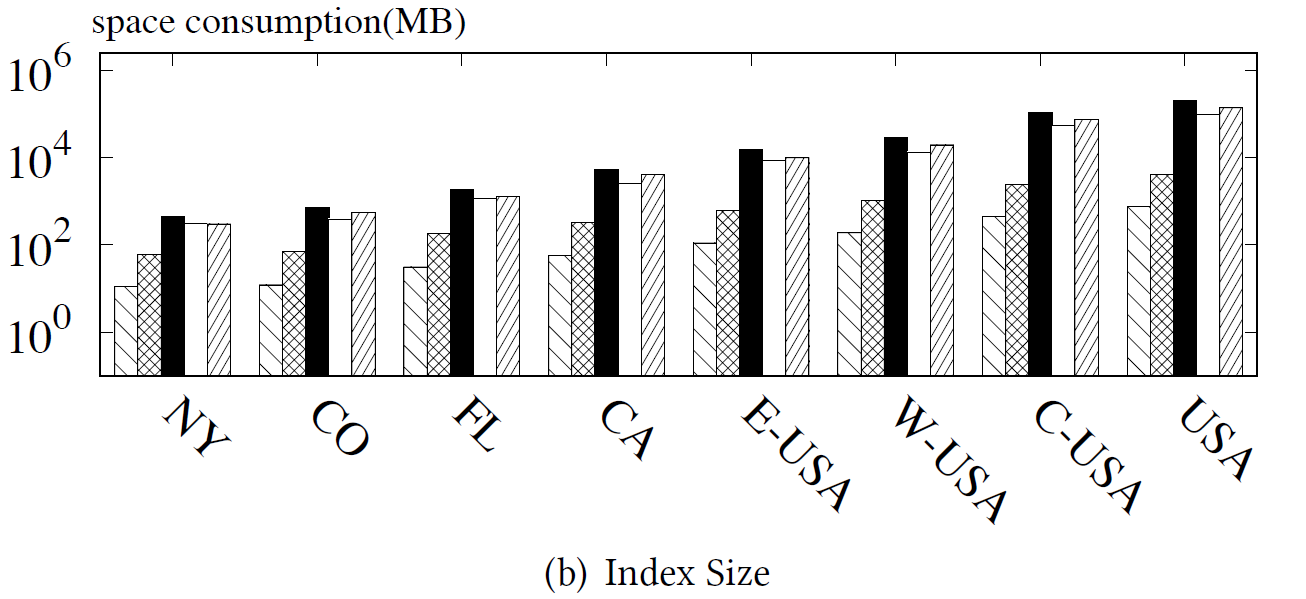 space consumption(MB)
10^6
10^4
10^2
10^0
NY CO FL CA E-USA W-USA C-USA USA
(b) Index Size